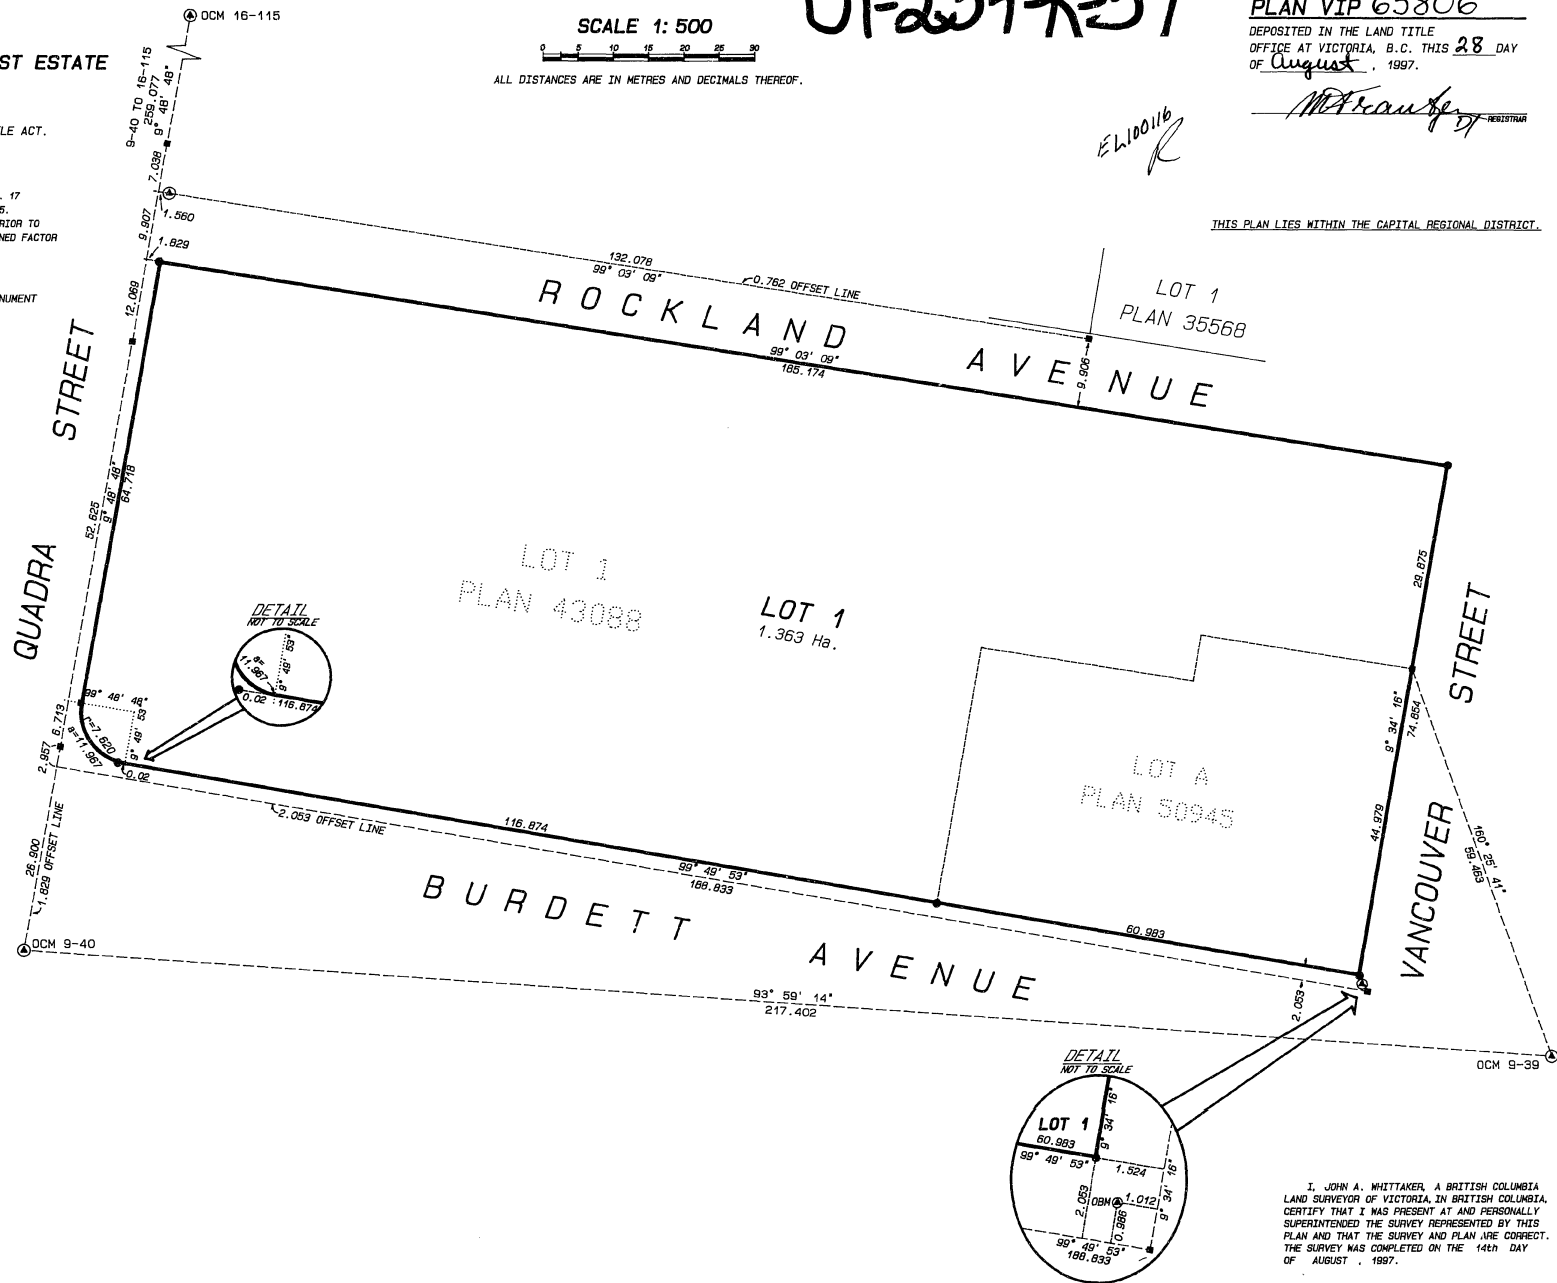 OCM 16-115
SCALE 1: 500
0 5 10 15 20 25 30
ALL DISTANCES ARE IN METRES AND DECIMALS THEREOF.
01-257-R-57
PLAN VIP 65806
DEPOSITED IN THE LAND TITLE
OFFICE AT VICTORIA, B.C. THIS 28 DAY
OF August , 1997.
REGISTRAR
EL100116
R
ST ESTATE
LE ACT.
. 17
5.
RIOR TO
NED FACTOR
NUMENT
THIS PLAN LIES WITHIN THE CAPITAL REGIONAL DISTRICT.
9-40 TO 16-115
259.077
9° 48' 48"
7.038
1.560
9.907
1.829
12.069
132.078
99° 03' 09"
0.762 OFFSET LINE
LOT 1
PLAN 35568
ROCKLAND AVENUE
99° 03' 09"
185.174
9.906
QUADRA STREET
52.625
9° 48' 48"
64.718
LOT 1
PLAN 43088
LOT 1
1.363 Ha.
29.875
VANCOUVER STREET
9° 34' 16"
74.854
44.979
LOT A
PLAN 50945
DETAIL
NOT TO SCALE
a=
11.967
9° 49' 53"
0.02
116.874
99° 48' 48"
9° 49' 53"
r=7.620
a=11.967
0.02
6.713
2.957
26.900
1.829 OFFSET LINE
2.053 OFFSET LINE
116.874
99° 49' 53"
188.833
60.983
BURDETT AVENUE
2.053
160° 25' 41"
59.463
OCM 9-40
93° 59' 14"
217.402
OCM 9-39
DETAIL
NOT TO SCALE
LOT 1
60.983
99° 49' 53"
9° 34' 16"
1.524
2.053
OBM
1.012
0.986
9° 34' 16"
99° 49' 53"
188.833
I, JOHN A. WHITTAKER, A BRITISH COLUMBIA
LAND SURVEYOR OF VICTORIA, IN BRITISH COLUMBIA,
CERTIFY THAT I WAS PRESENT AT AND PERSONALLY
SUPERINTENDED THE SURVEY REPRESENTED BY THIS
PLAN AND THAT THE SURVEY AND PLAN ARE CORRECT.
THE SURVEY WAS COMPLETED ON THE 14th DAY
OF AUGUST , 1997.